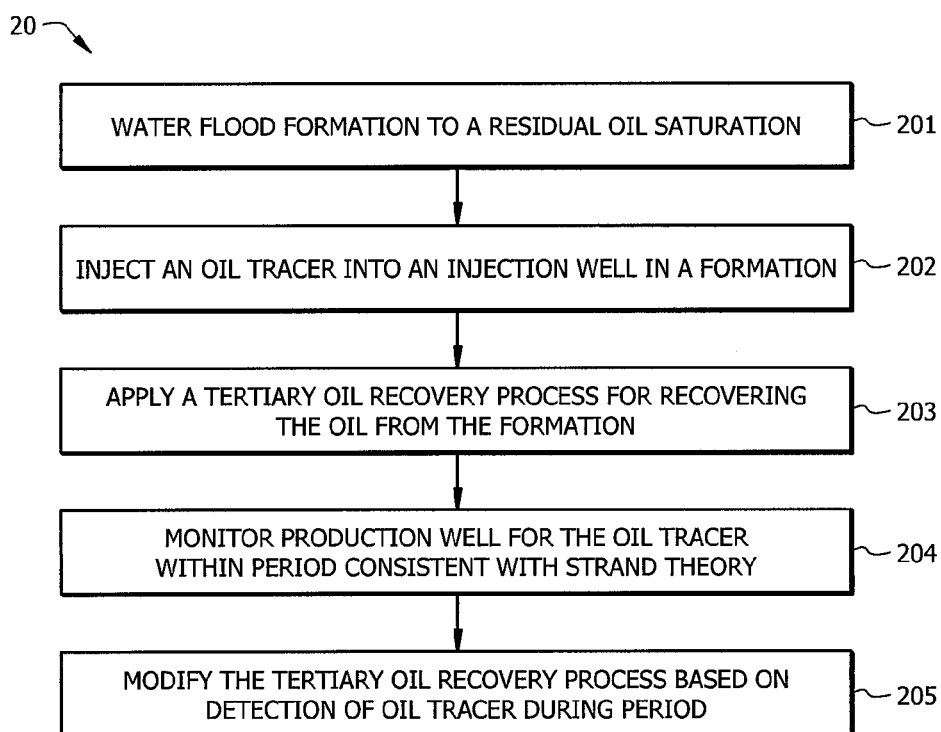 20
WATER FLOOD FORMATION TO A RESIDUAL OIL SATURATION
201
INJECT AN OIL TRACER INTO AN INJECTION WELL IN A FORMATION
202
APPLY A TERTIARY OIL RECOVERY PROCESS FOR RECOVERING
THE OIL FROM THE FORMATION
203
MONITOR PRODUCTION WELL FOR THE OIL TRACER
WITHIN PERIOD CONSISTENT WITH STRAND THEORY
204
MODIFY THE TERTIARY OIL RECOVERY PROCESS BASED ON
DETECTION OF OIL TRACER DURING PERIOD
205